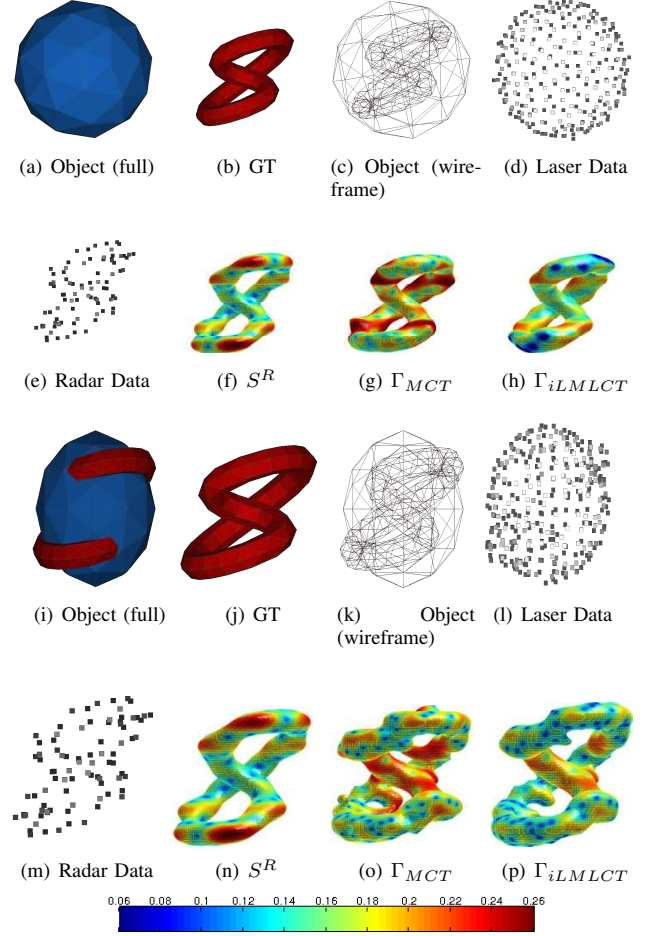 (a) Object (full)
(b) GT
(c) Object (wire-
frame)
(d) Laser Data
(e) Radar Data
(f) S^R
(g) Γ_MCT
(h) Γ_iLMLCT
(i) Object (full)
(j) GT
(k) Object
(wireframe)
(l) Laser Data
(m) Radar Data
(n) S^R
(o) Γ_MCT
(p) Γ_iLMLCT
0.06 0.08 0.1 0.12 0.14 0.16 0.18 0.2 0.22 0.24 0.26